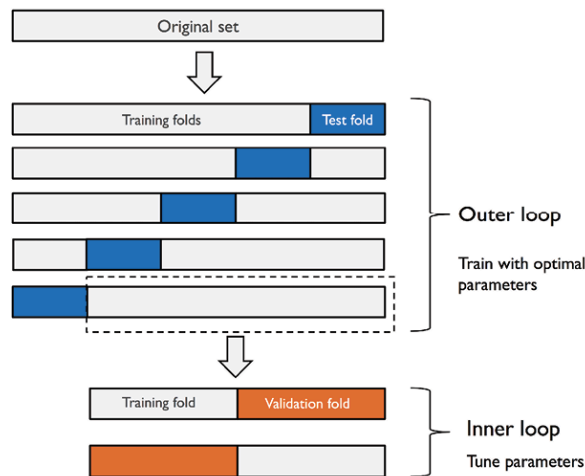 Original set
Training folds
Test fold
Outer loop
Train with optimal
parameters
Training fold
Validation fold
Inner loop
Tune parameters